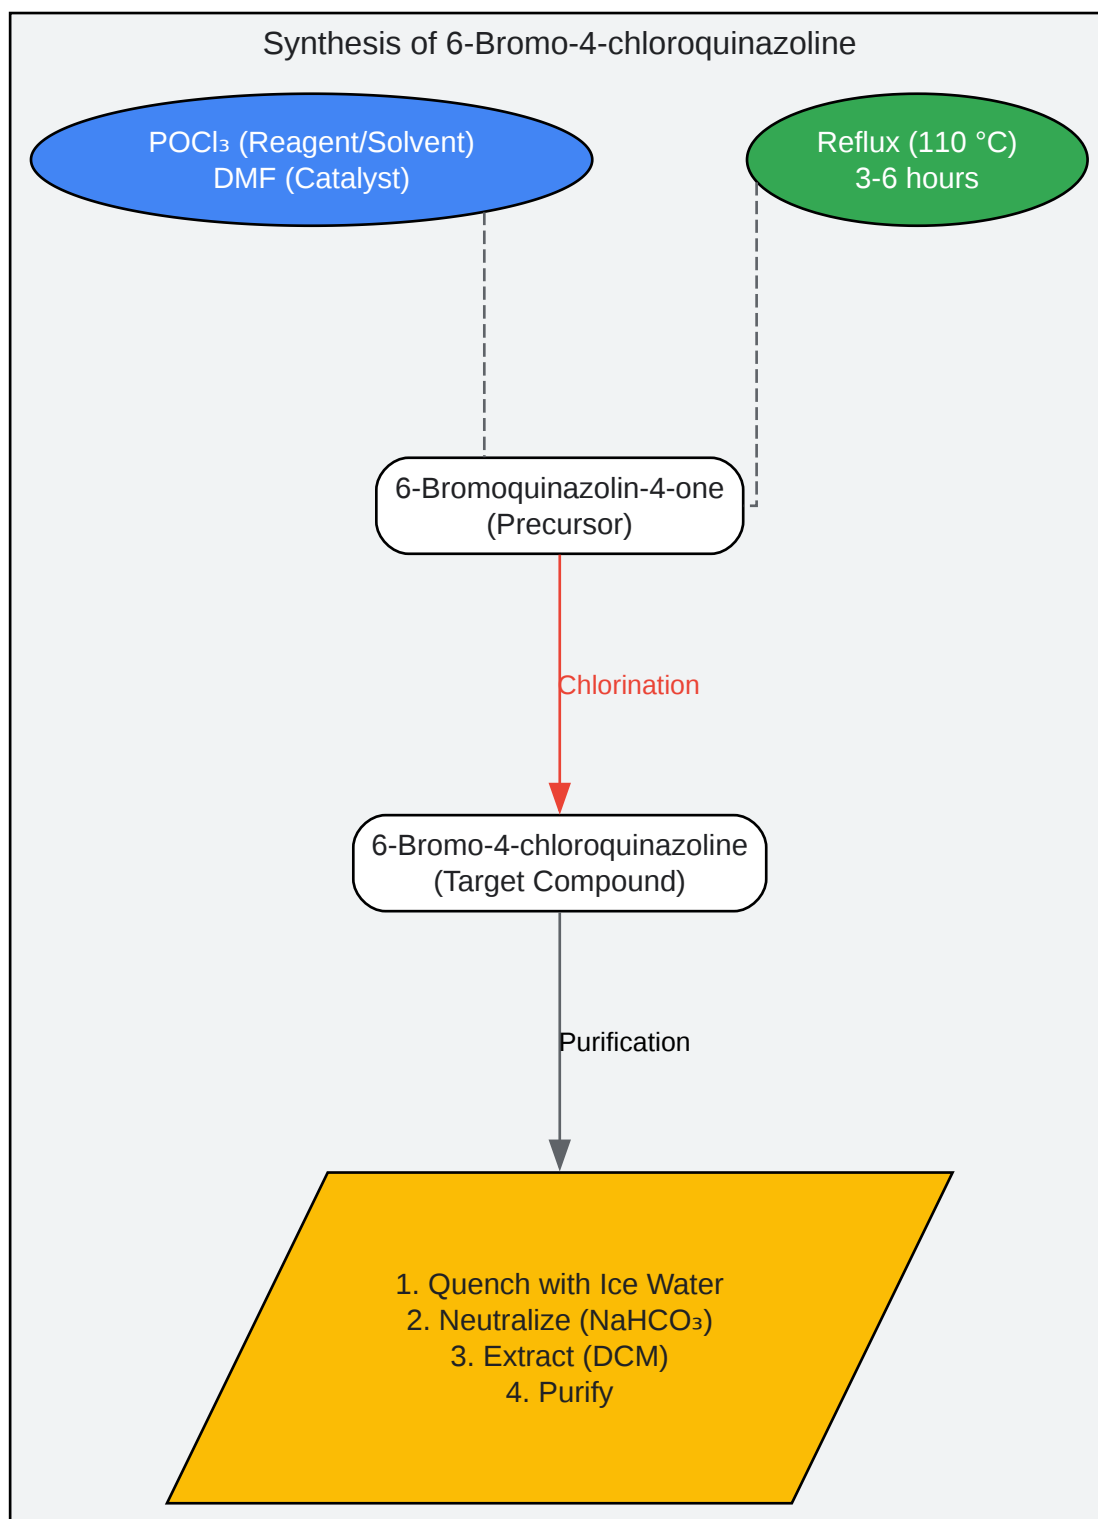 Synthesis of 6-Bromo-4-chloroquinazoline
POCl₃ (Reagent/Solvent)
DMF (Catalyst)
Reflux (110 °C)
3-6 hours
6-Bromoquinazolin-4-one
(Precursor)
Chlorination
6-Bromo-4-chloroquinazoline
(Target Compound)
Purification
1. Quench with Ice Water
2. Neutralize (NaHCO₃)
3. Extract (DCM)
4. Purify